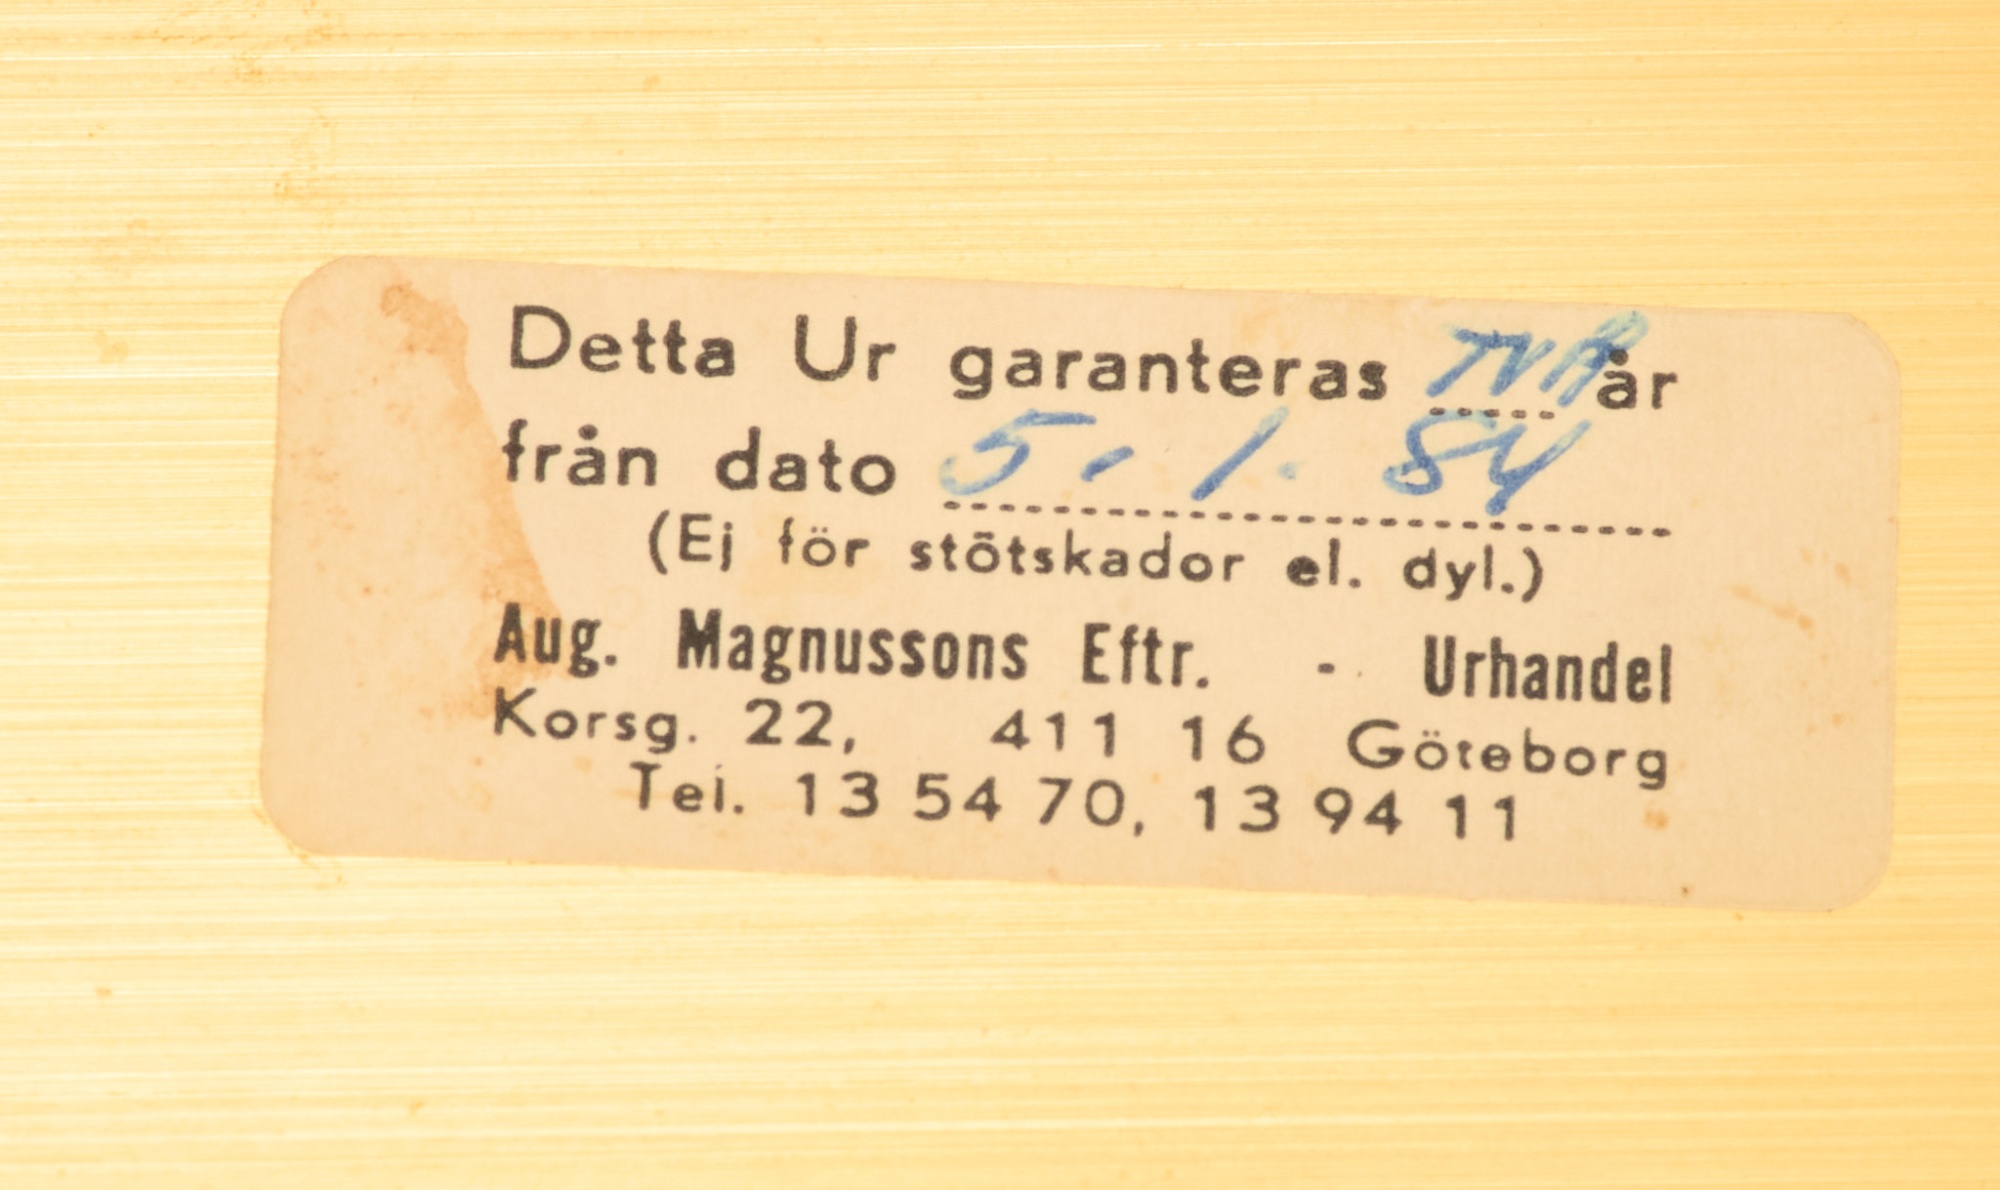 Detta Ur garanteras TVÅ år
från dato 5. 1. 84
(Ej för stötskador el. dyl.)
Aug. Magnussons Eftr. - Urhandel
Korsg. 22, 411 16 Göteborg
Tel. 13 54 70, 13 94 11